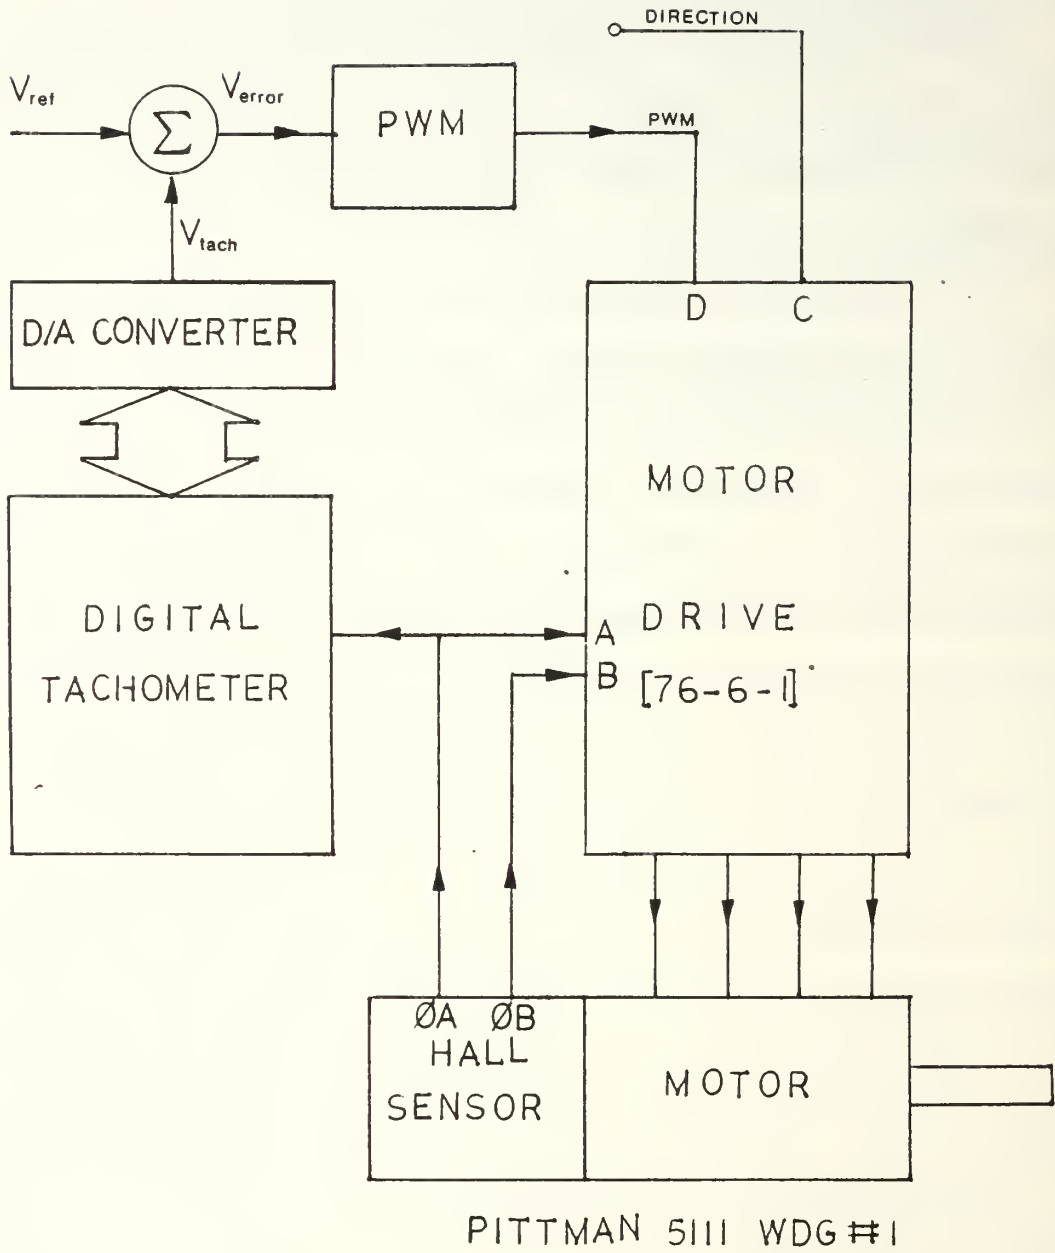 DIRECTION
V_ref
Σ
V_error
PWM
PWM
V_tach
D/A CONVERTER
D C
MOTOR
DRIVE
[76-6-1]
A
B
DIGITAL
TACHOMETER
ØA ØB
HALL
SENSOR
MOTOR
PITTMAN 5111 WDG #1